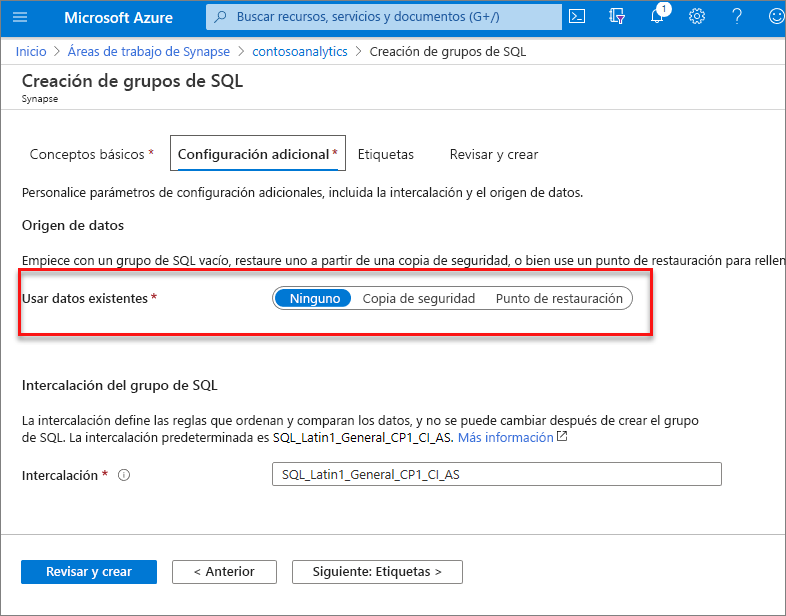 Microsoft Azure
Buscar recursos, servicios y documentos (G+/)
1
Inicio > Áreas de trabajo de Synapse > contosoanalytics > Creación de grupos de SQL
Creación de grupos de SQL
Synapse
Conceptos básicos * Configuración adicional * Etiquetas Revisar y crear
Personalice parámetros de configuración adicionales, incluida la intercalación y el origen de datos.
Origen de datos
Empiece con un grupo de SQL vacío, restaure uno a partir de una copia de seguridad, o bien use un punto de restauración para rellen
Usar datos existentes * Ninguno Copia de seguridad Punto de restauración
Intercalación del grupo de SQL
La intercalación define las reglas que ordenan y comparan los datos, y no se puede cambiar después de crear el grupo
de SQL. La intercalación predeterminada es SQL_Latin1_General_CP1_CI_AS. Más información
Intercalación * SQL_Latin1_General_CP1_CI_AS
Revisar y crear < Anterior Siguiente: Etiquetas >